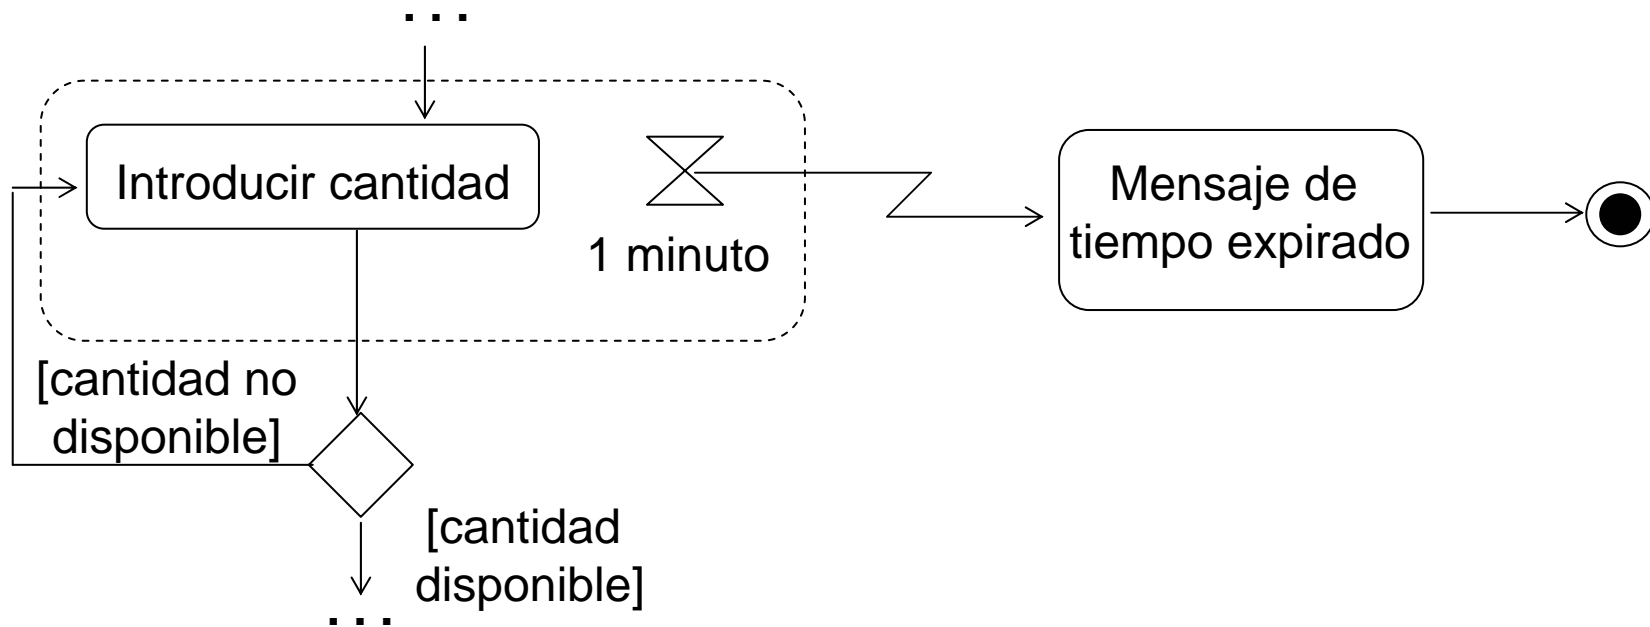 ...
Introducir cantidad
1 minuto
Mensaje de
tiempo expirado
[cantidad no
disponible]
[cantidad
disponible]
...